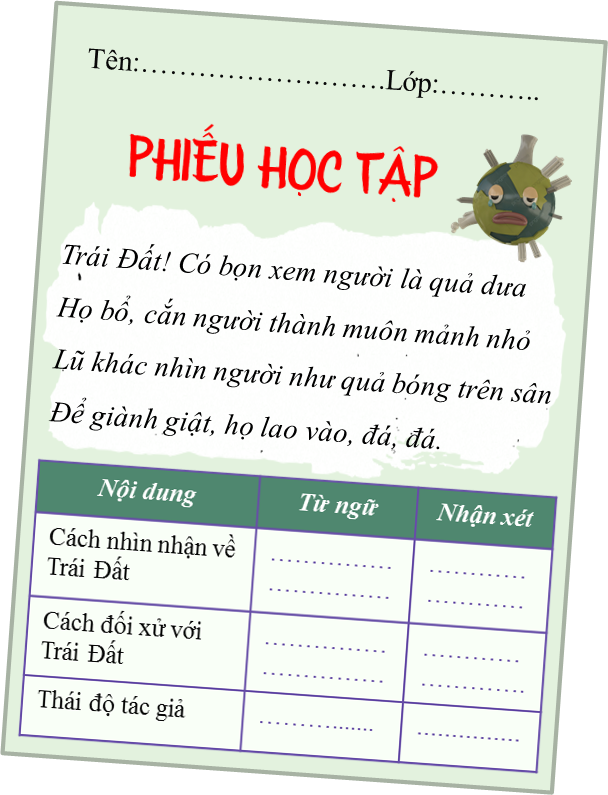 Tên:……………….…….Lớp:………..
PHIẾU HỌC TẬP
Trái Đất! Có bọn xem người là quả dưa
Họ bổ, cắn người thành muôn mảnh nhỏ
Lũ khác nhìn người như quả bóng trên sân
Để giành giật, họ lao vào, đá, đá.
Nội dung Từ ngữ Nhận xét
Cách nhìn nhận về
Trái Đất
……………
……………
…………
…………
Cách đối xử với
Trái Đất
……………
……………
…………
………….
Thái độ tác giả
………….......
..……………